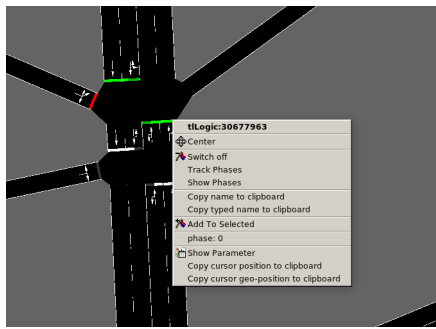 tlLogic:30677963
Center
Switch off
Track Phases
Show Phases
Copy name to clipboard
Copy typed name to clipboard
Add To Selected
phase: 0
Show Parameter
Copy cursor position to clipboard
Copy cursor geo-position to clipboard